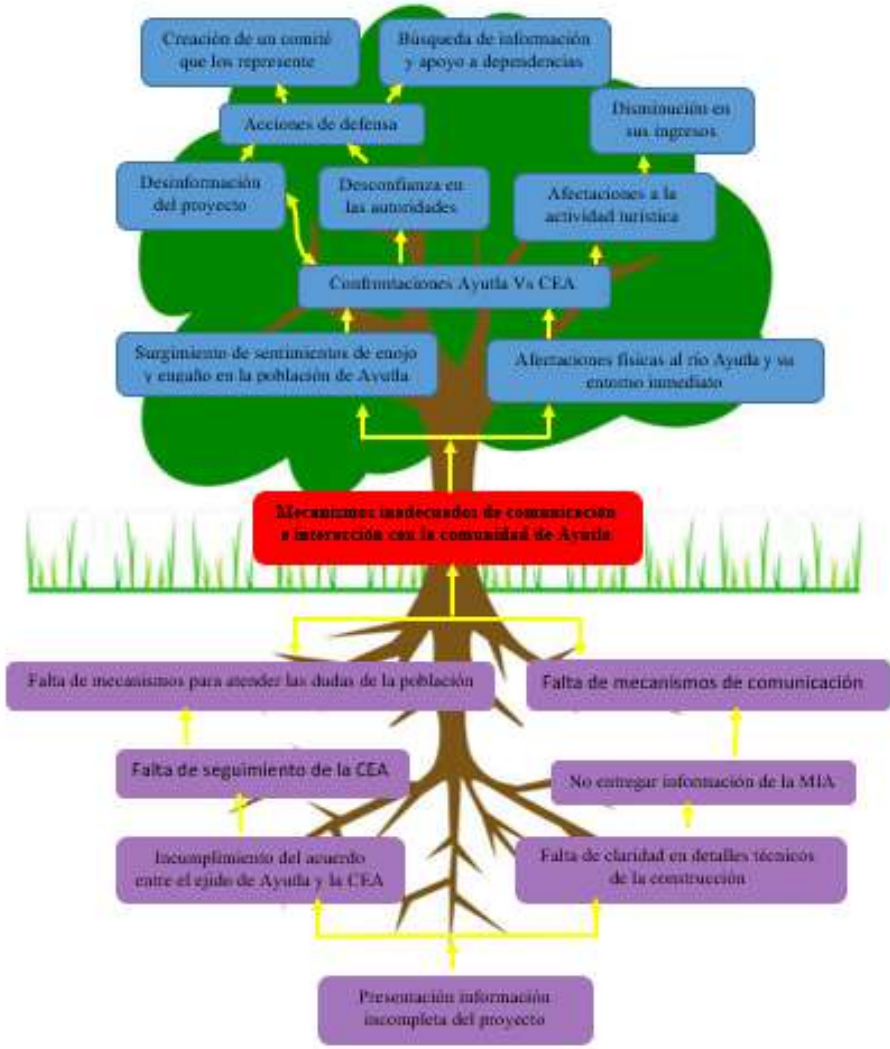 Creación de un comité
que los represente
Búsqueda de información
y apoyo a dependencias
Acciones de defensa
Disminución en
sus ingresos
Desinformación
del proyecto
Desconfianza en
las autoridades
Afectaciones a la
actividad turística
Confrontaciones Ayutla Vs CEA
Surgimiento de sentimientos de enojo
y engaño en la población de Ayutla
Afectaciones físicas al río Ayutla y su
entorno inmediato
Mecanismos inadecuados de comunicación
e interacción con la comunidad de Ayutla
Falta de mecanismos para atender las dudas de la población
Falta de mecanismos de comunicación
Falta de seguimiento de la CEA
No entregar información de la MIA
Incumplimiento del acuerdo
entre el ejido de Ayutla y la CEA
Falta de claridad en detalles técnicos
de la construcción
Presentación información
incompleta del proyecto